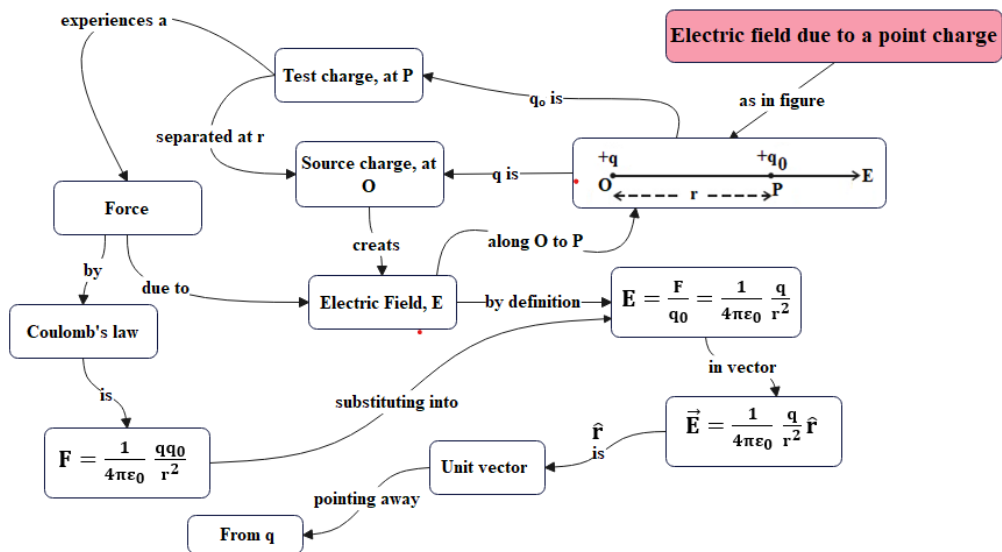 experiences a
Electric field due to a point charge
Test charge, at P
qₒ is
as in figure
separated at r
Source charge, at
O
q is
+q +q₀
O P E
r
Force
creats
along O to P
by
due to
Electric Field, E
by definition
E = F/q₀ = 1/4πε₀ q/r²
Coulomb's law
in vector
is
substituting into
F = 1/4πε₀ qq₀/r²
E⃗ = 1/4πε₀ q/r² r̂
r̂
is
Unit vector
pointing away
From q